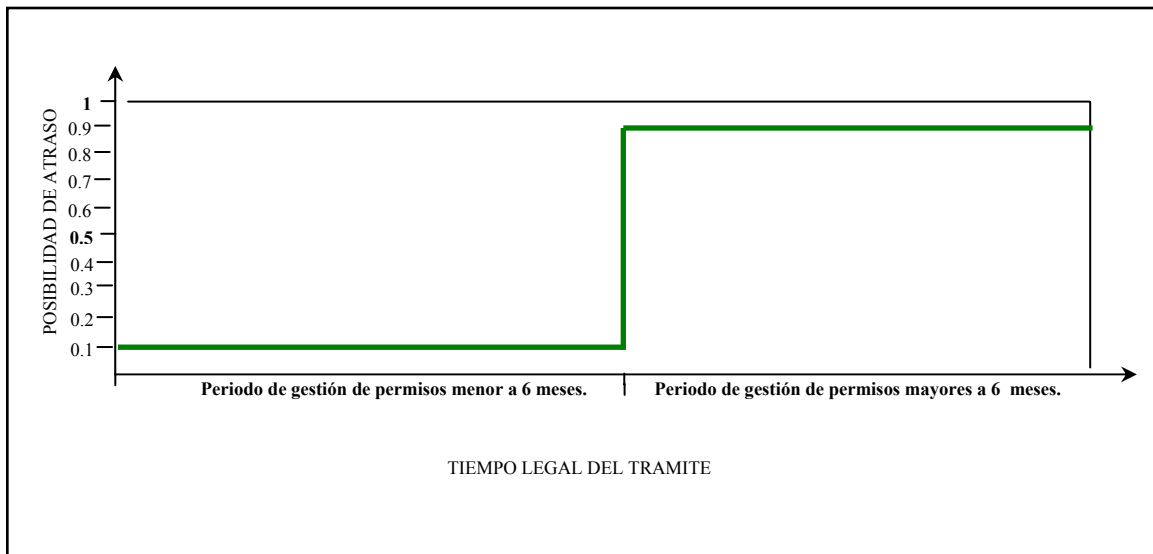 POSIBILIDAD DE ATRASO
1
0.9
0.8
0.7
0.6
0.5
0.4
0.3
0.2
0.1
Periodo de gestión de permisos menor a 6 meses.
Periodo de gestión de permisos mayores a 6 meses.
TIEMPO LEGAL DEL TRAMITE